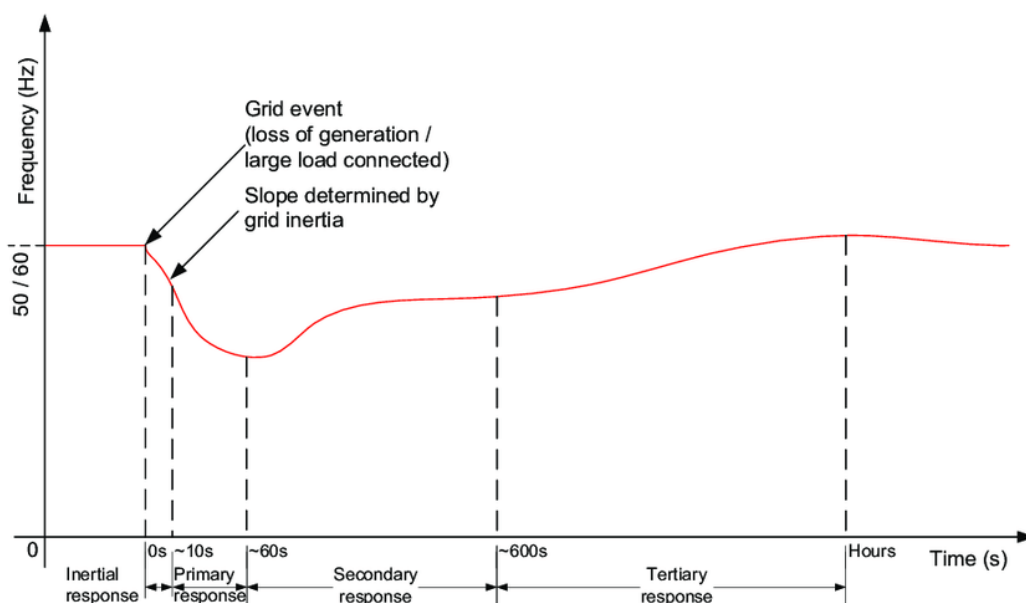 Frequency (Hz)
Grid event
(loss of generation /
large load connected)
Slope determined by
grid inertia
50 / 60
0
0s
~10s
~60s
~600s
Hours
Time (s)
Inertial
response
Primary
response
Secondary
response
Tertiary
response